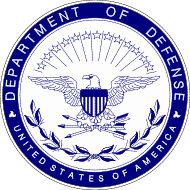 DEPARTMENT OF DEFENSE
UNITED STATES OF AMERICA